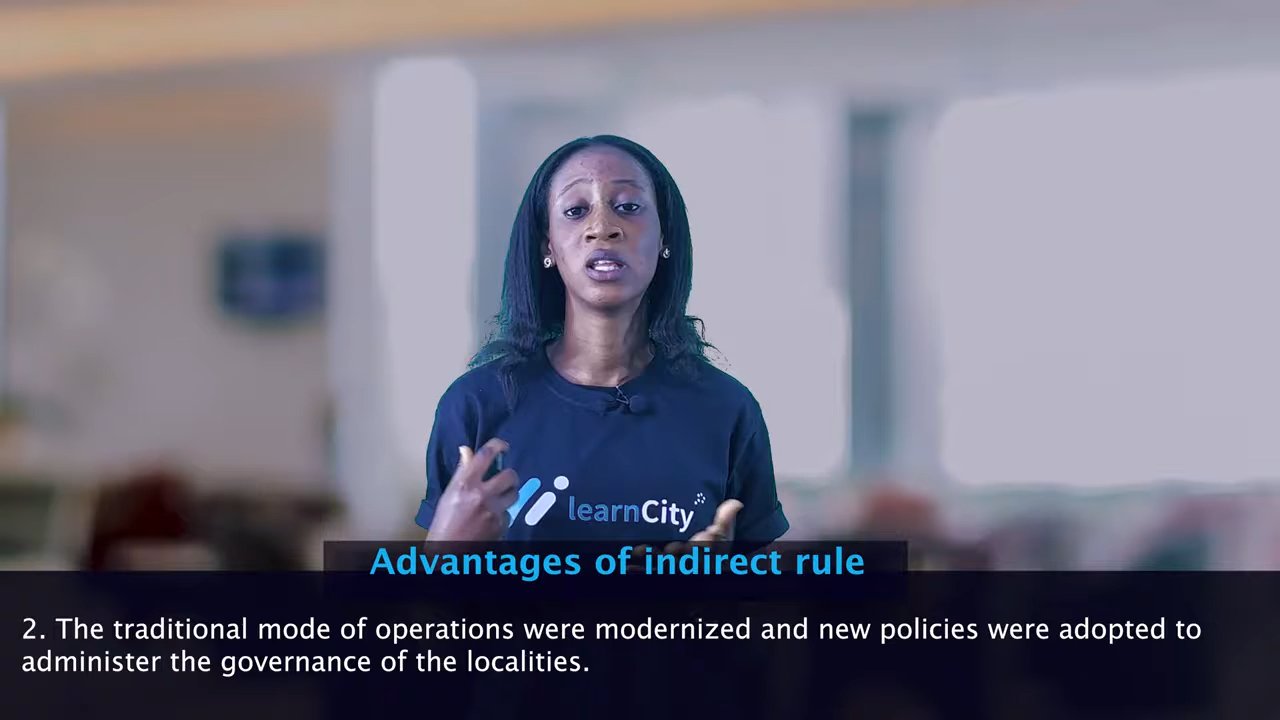 learnCity
Advantages of indirect rule
2. The traditional mode of operations were modernized and new policies were adopted to
administer the governance of the localities.